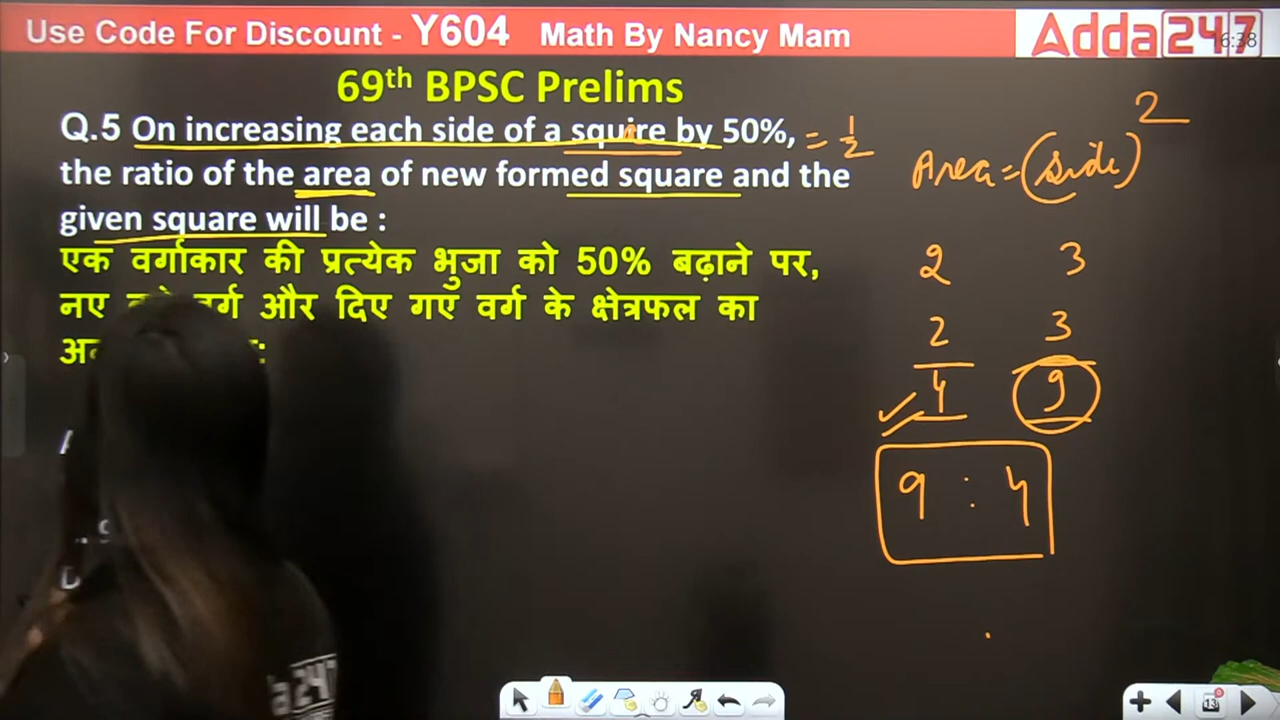 Use Code For Discount - Y604 Math By Nancy Mam
Adda247
16:38
69th BPSC Prelims
Q.5 On increasing each side of a squire by 50%, = 1/2
the ratio of the area of new formed square and the
given square will be :
एक वर्गाकार की प्रत्येक भुजा को 50% बढ़ाने पर,
नए वर्ग और दिए गए वर्ग के क्षेत्रफल का
Area = (side)2
2 3
2 3
4 9
9 : 4
13